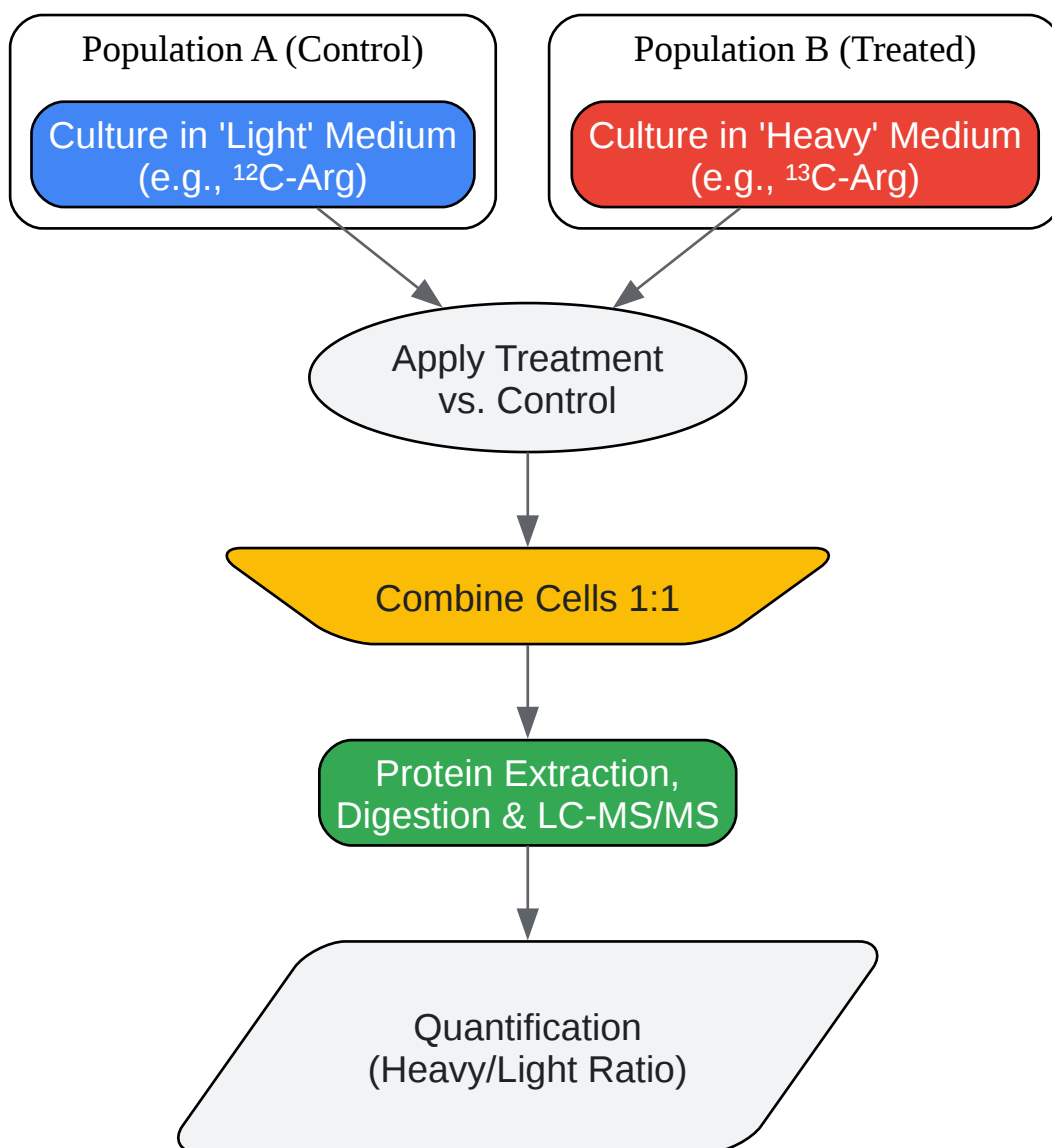 Population A (Control)
Culture in 'Light' Medium
(e.g., ¹²C-Arg)
Population B (Treated)
Culture in 'Heavy' Medium
(e.g., ¹³C-Arg)
Apply Treatment
vs. Control
Combine Cells 1:1
Protein Extraction,
Digestion & LC-MS/MS
Quantification
(Heavy/Light Ratio)